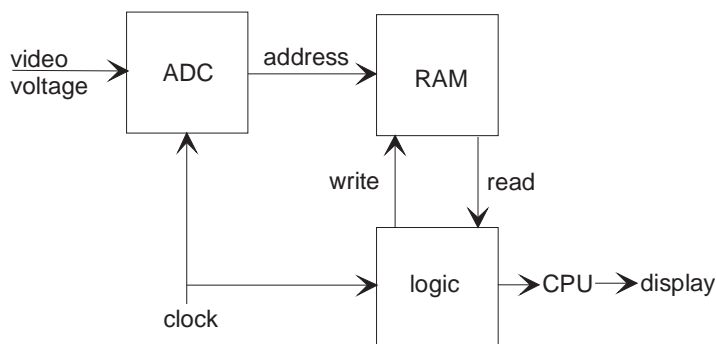 video
voltage
ADC
address
RAM
write
read
logic
CPU
display
clock